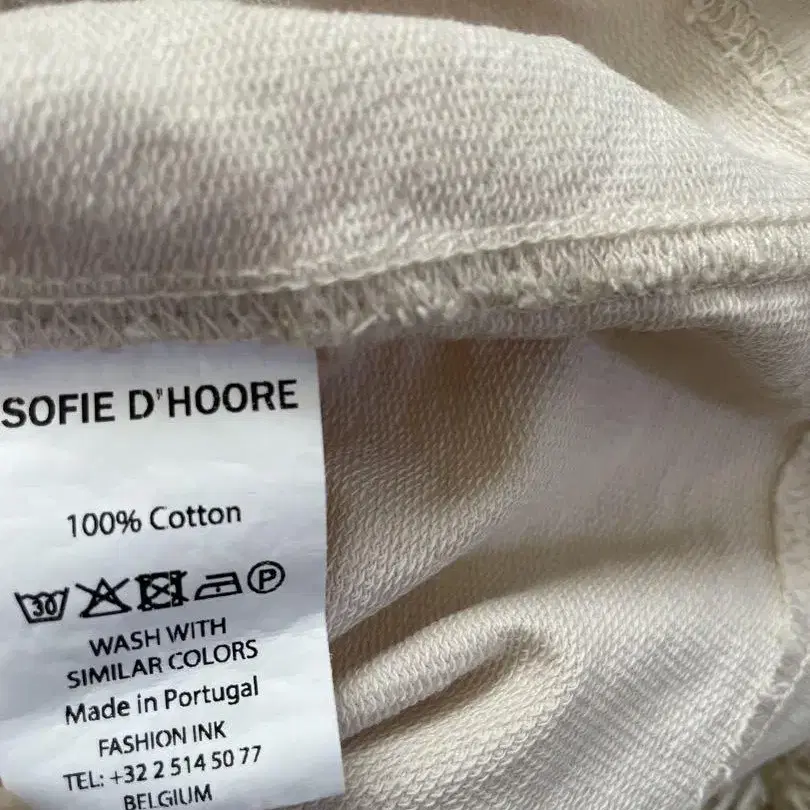 SOFIE D'HOORE
100% Cotton
30 P
WASH WITH
SIMILAR COLORS
Made in Portugal
FASHION INK
TEL: +32 2 514 50 77
BELGIUM